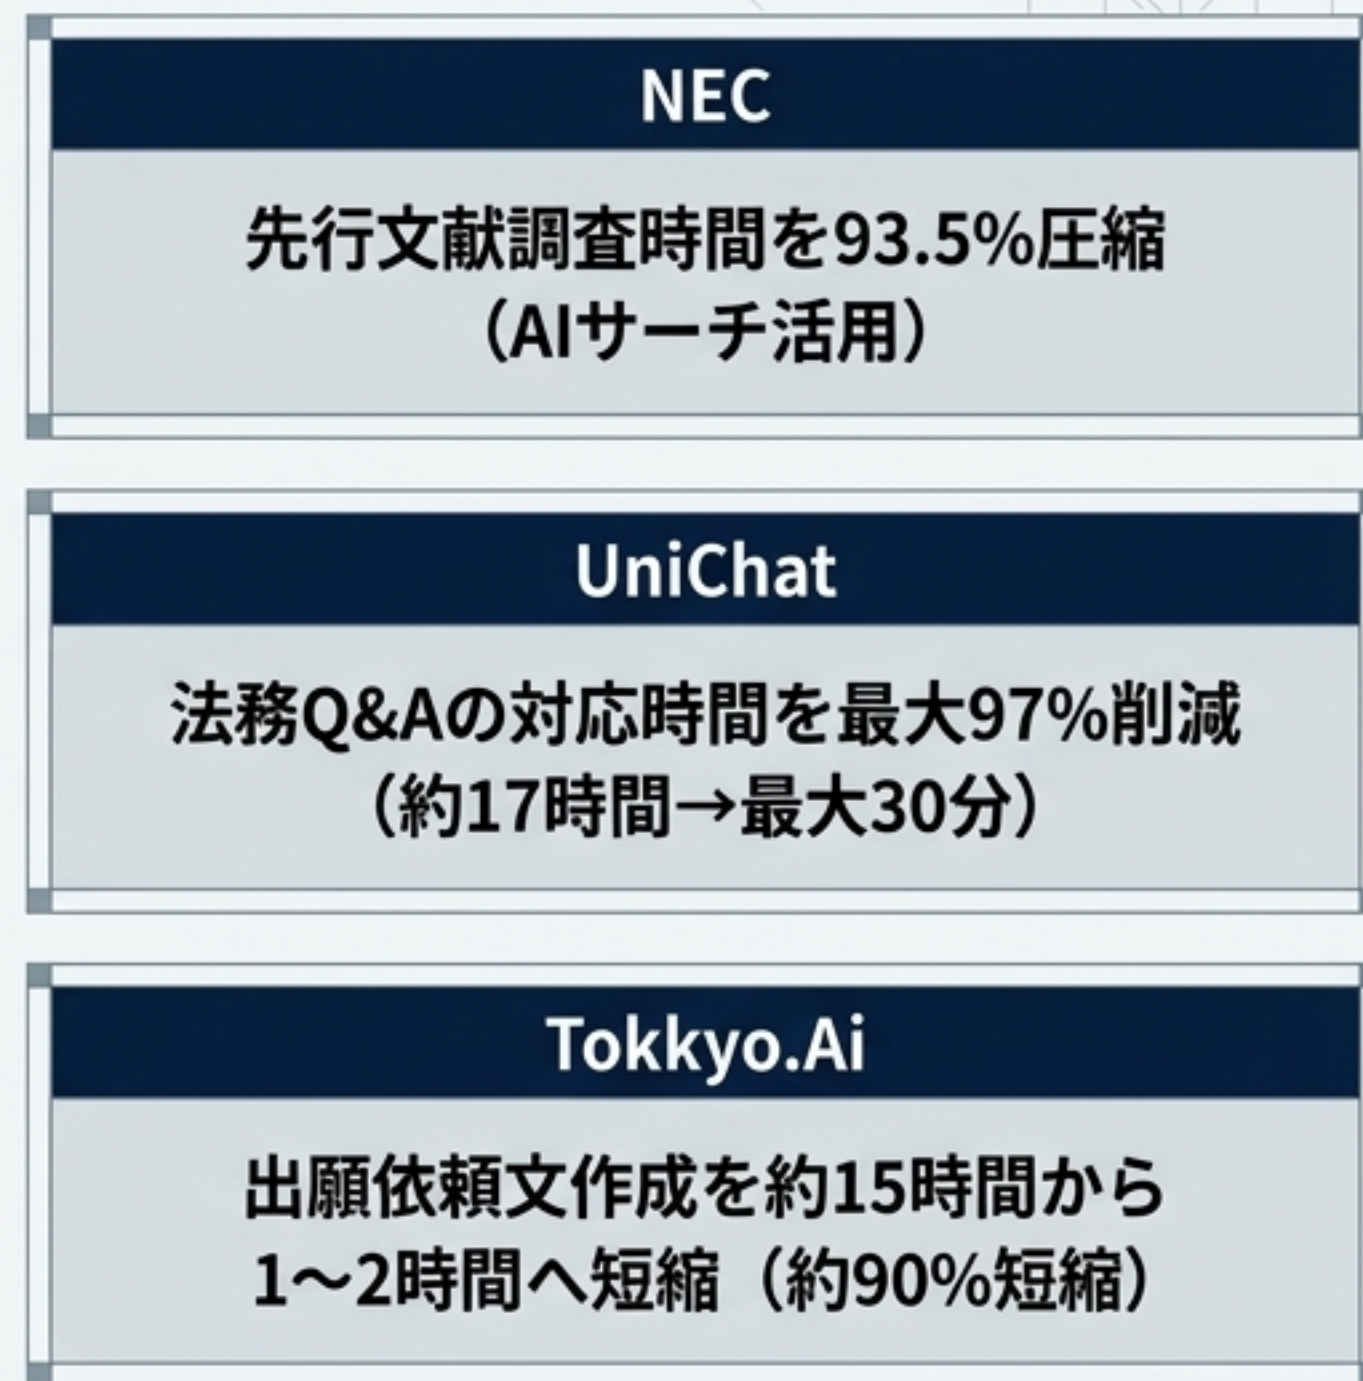 NEC
先行文献調査時間を93.5%圧縮
（AIサーチ活用）
UniChat
法務Q&Aの対応時間を最大97%削減
（約17時間→最大30分）
Tokkyo.Ai
出願依頼文作成を約15時間から
1～2時間へ短縮（約90%短縮）